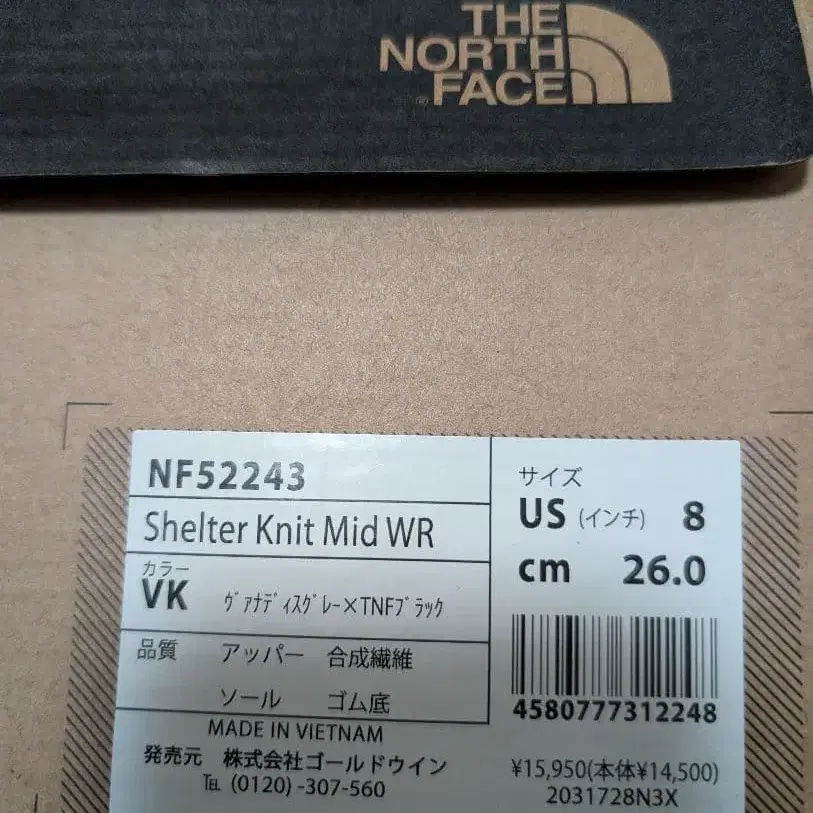 THE
NORTH
FACE
NF52243
Shelter Knit Mid WR
カラー
VK ヴァナディスグレー×TNFブラック
品質 アッパー 合成繊維
ソール ゴム底
MADE IN VIETNAM
発売元 株式会社ゴールドウイン
℡ (0120) -307-560
サイズ
US (インチ) 8
cm 26.0
4580777312248
¥15,950(本体¥14,500)
2031728N3X